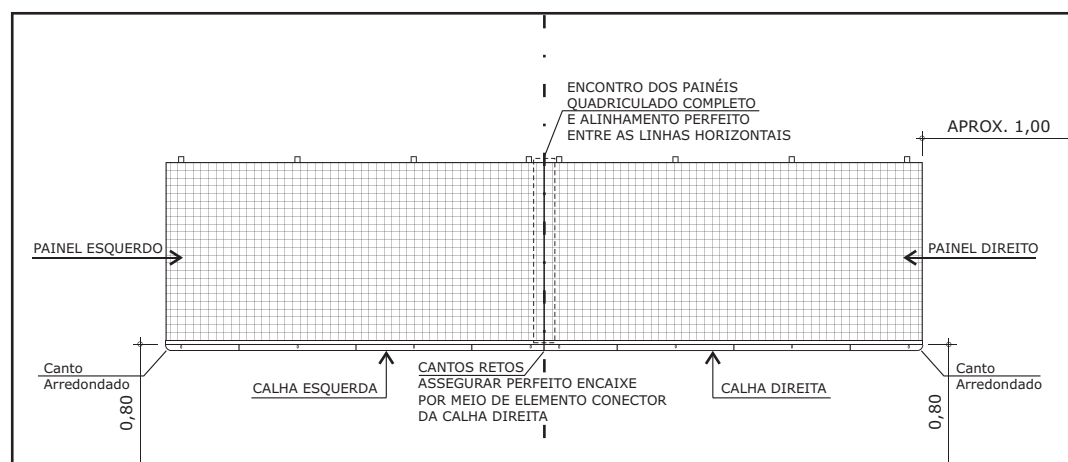 ENCONTRO DOS PAINÉIS
QUADRICULADO COMPLETO
E ALINHAMENTO PERFEITO
ENTRE AS LINHAS HORIZONTAIS
APROX. 1,00
PAINEL ESQUERDO
PAINEL DIREITO
Canto
Arredondado
0,80
CALHA ESQUERDA
CANTOS RETOS
ASSEGURAR PERFEITO ENCAIXE
POR MEIO DE ELEMENTO CONECTOR
DA CALHA DIREITA
CALHA DIREITA
Canto
Arredondado
0,80